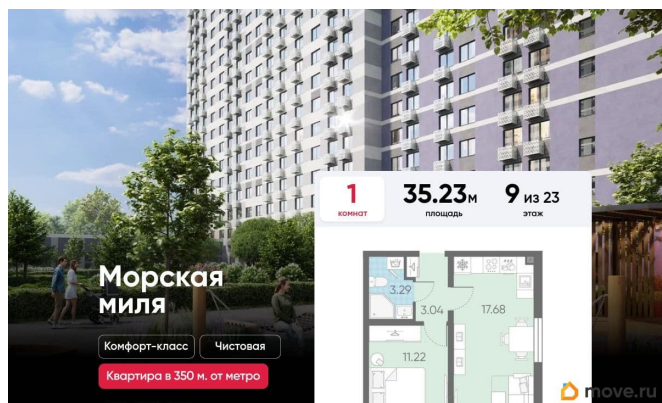 1
комнат
35.23м
площадь
9 из 23
этаж
3.29
3.04
17.68
11.22
Морская
миля
Комфорт-класс
Чистовая
Квартира в 350 м. от метро
move.ru